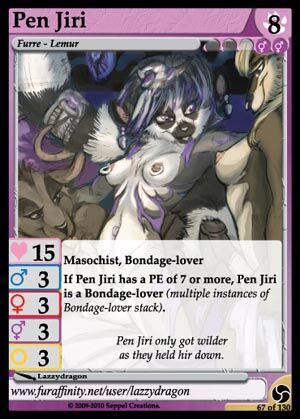 Pen Jiri
8
Furre - Lemur
15
3
3
3
3
Masochist, Bondage-lover
If Pen Jiri has a PE of 7 or more, Pen Jiri
is a Bondage-lover (multiple instances of
Bondage-lover stack).
Pen Jiri only got wilder
as they held hir down.
Lazzydragon
www.furaffinity.net/user/lazzydragon
© 2009-2010 Seppel Creations.
67 of 130